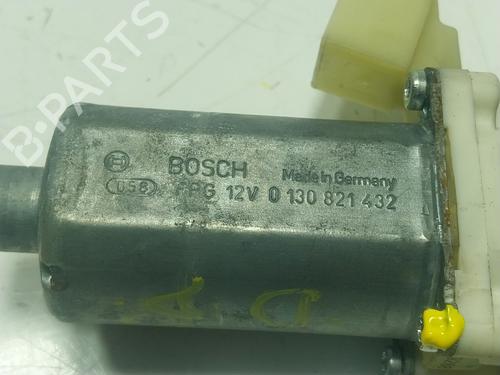 B-PARTS
BOSCH
Made in Germany
058
FPG 12V 0 130 821 432